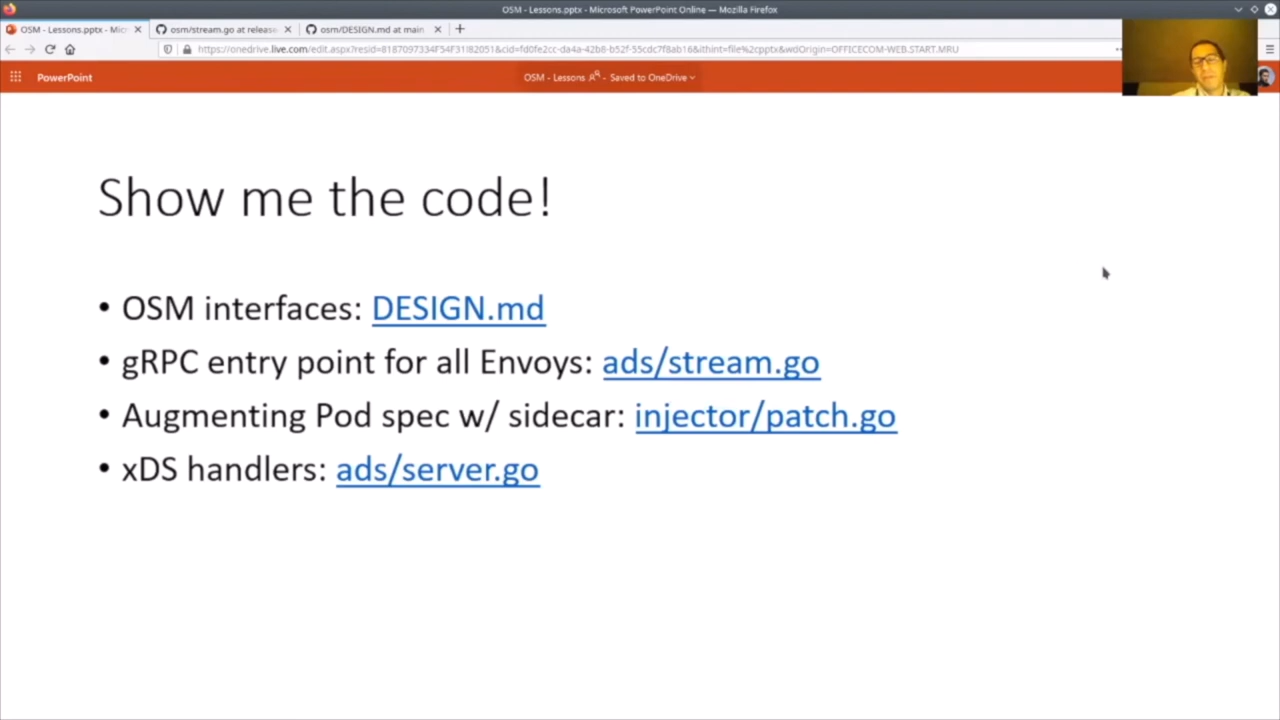 OSM - Lessons.pptx - Microsoft PowerPoint Online — Mozilla Firefox
OSM - Lessons.pptx - Micr
osm/stream.go at release
osm/DESIGN.md at main
https://onedrive.live.com/edit.aspx?resid=8187097334F54F31!82051&cid=fd0fe2cc-da4a-42b8-b52f-55cdc7f8ab16&ithint=file%2cpptx&wdOrigin=OFFICECOM-WEB.START.MRU
PowerPoint
OSM - Lessons - Saved to OneDrive
Show me the code!
• OSM interfaces: DESIGN.md
• gRPC entry point for all Envoys: ads/stream.go
• Augmenting Pod spec w/ sidecar: injector/patch.go
• xDS handlers: ads/server.go